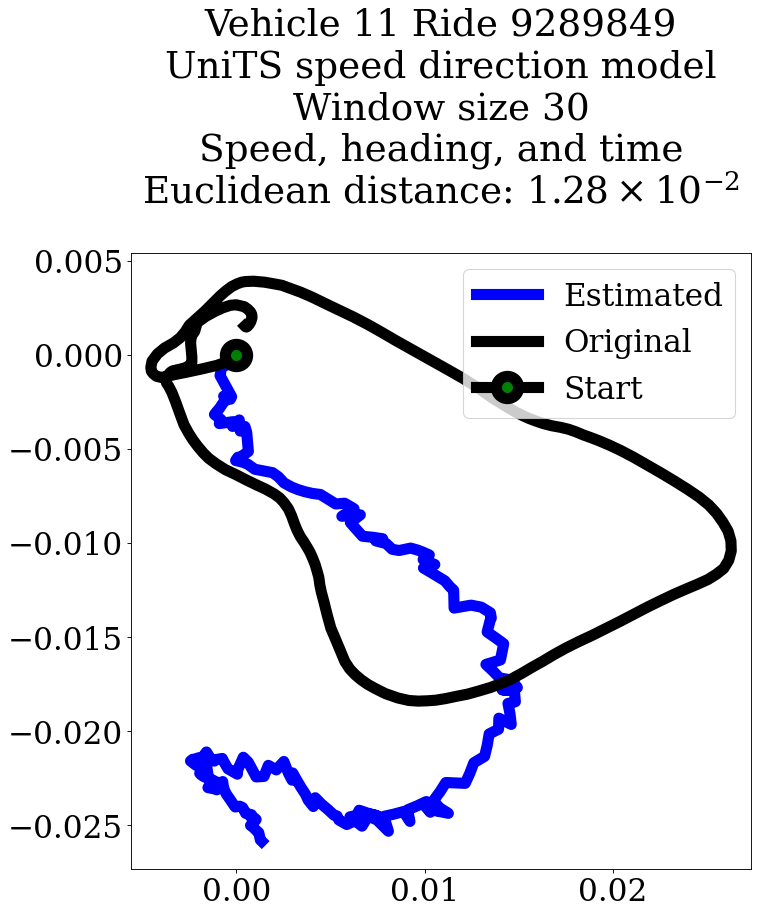 Vehicle 11 Ride 9289849
UniTS speed direction model
Window size 30
Speed, heading, and time
Euclidean distance: 1.28 × 10⁻²
Estimated
Original
Start
0.005
0.000
−0.005
−0.010
−0.015
−0.020
−0.025
0.00 0.01 0.02